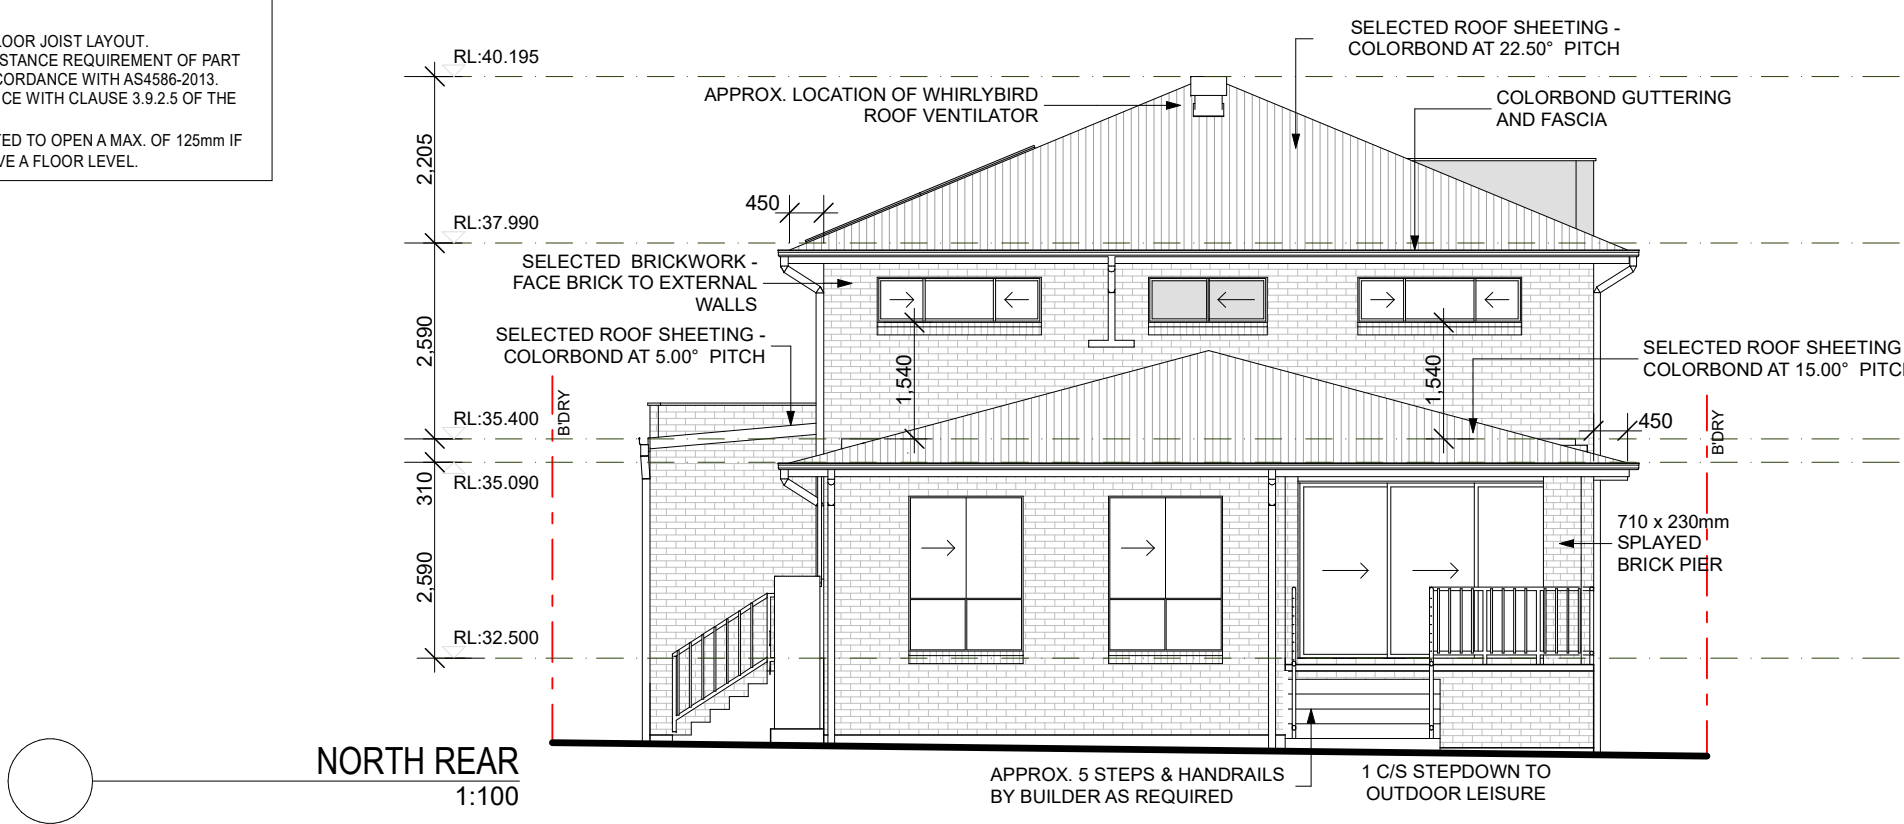 LOOR JOIST LAYOUT.
STANCE REQUIREMENT OF PART
CORDANCE WITH AS4586-2013.
CE WITH CLAUSE 3.9.2.5 OF THE
TED TO OPEN A MAX. OF 125mm IF
VE A FLOOR LEVEL.
RL:40.195
2,205
RL:37.990
2,590
RL:35.400
310
RL:35.090
2,590
RL:32.500
SELECTED ROOF SHEETING -
COLORBOND AT 22.50° PITCH
APPROX. LOCATION OF WHIRLYBIRD
ROOF VENTILATOR
COLORBOND GUTTERING
AND FASCIA
450
SELECTED BRICKWORK -
FACE BRICK TO EXTERNAL
WALLS
SELECTED ROOF SHEETING -
COLORBOND AT 5.00° PITCH
1,540
1,540
SELECTED ROOF SHEETING
COLORBOND AT 15.00° PITCH
450
B'DRY
B'DRY
710 x 230mm
SPLAYED
BRICK PIER
APPROX. 5 STEPS & HANDRAILS
BY BUILDER AS REQUIRED
1 C/S STEPDOWN TO
OUTDOOR LEISURE
NORTH REAR
1:100